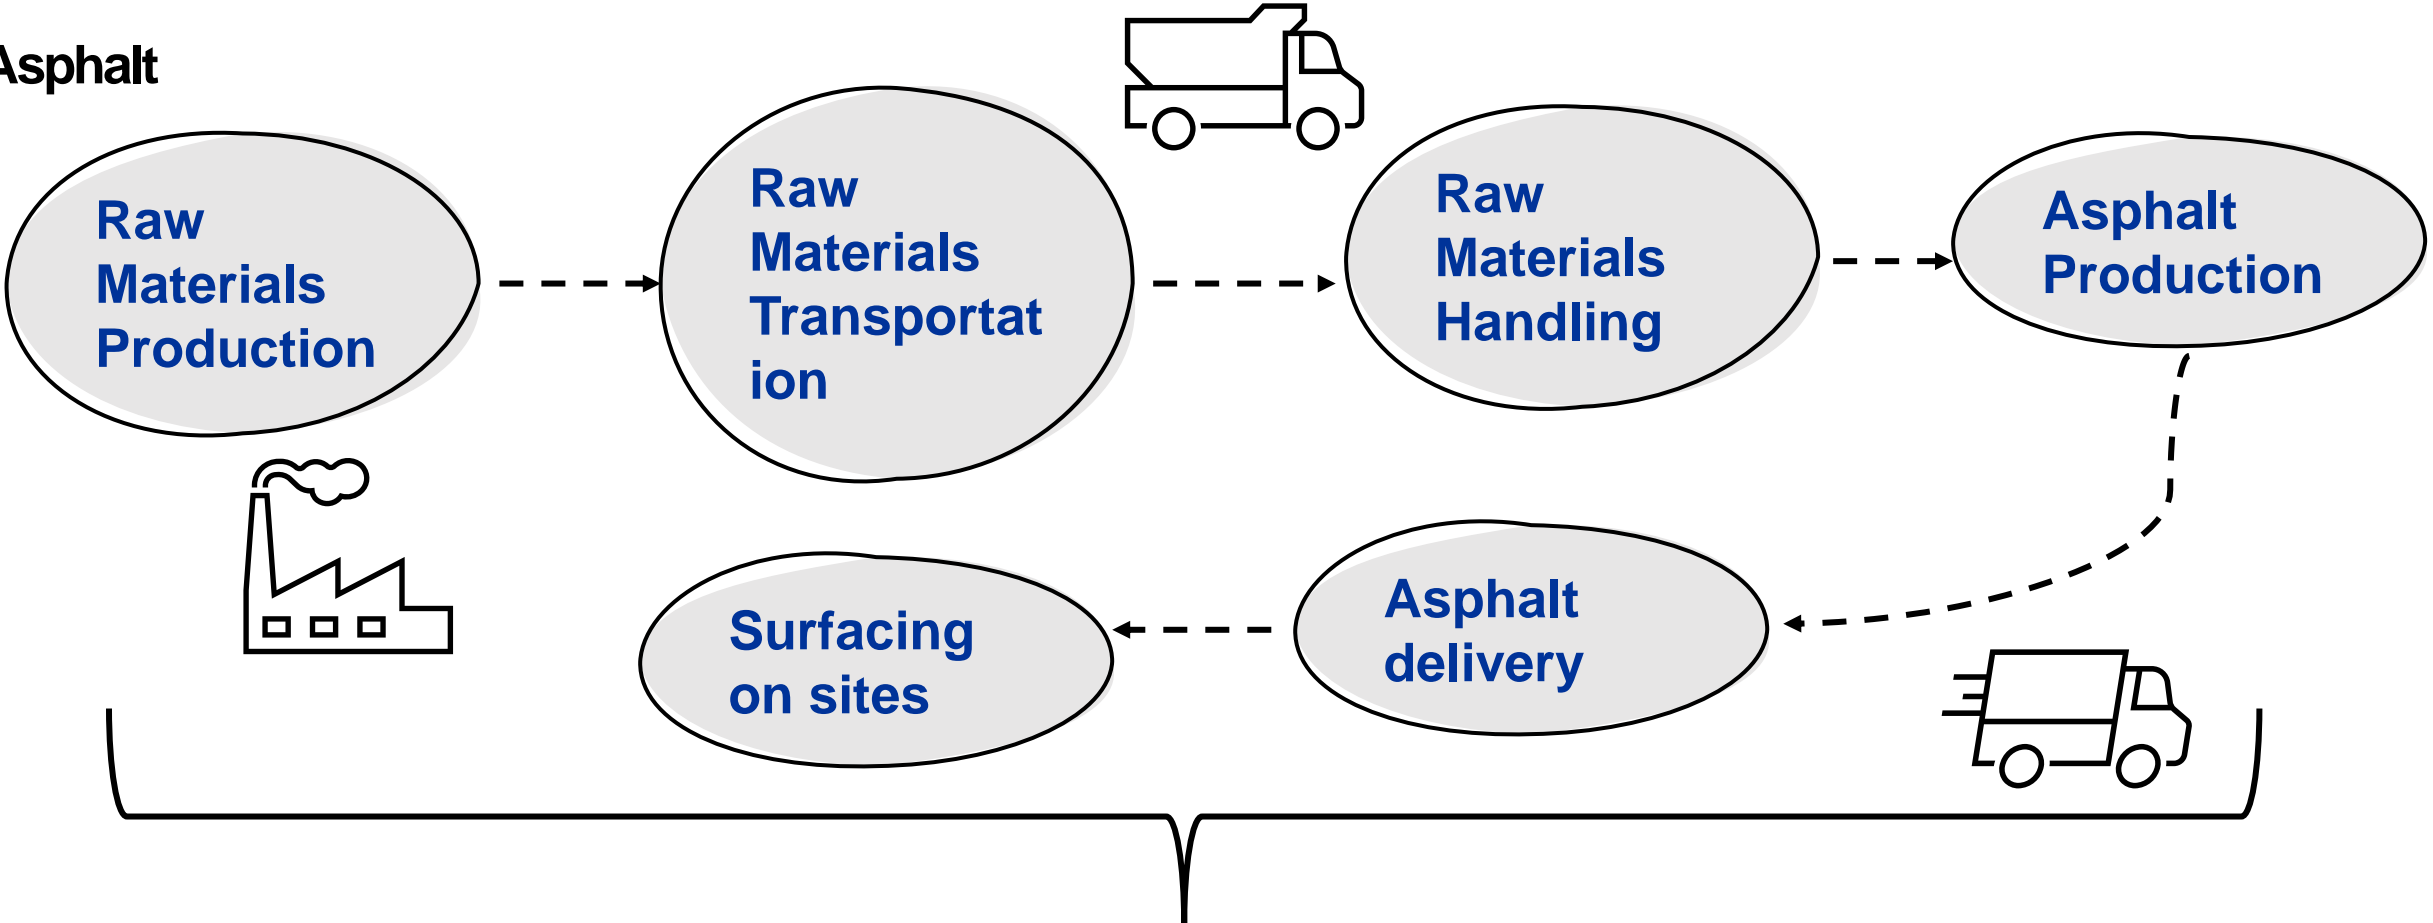 Asphalt
Raw
Materials
Production
Raw
Materials
Transportat
ion
Raw
Materials
Handling
Asphalt
Production
Surfacing
on sites
Asphalt
delivery